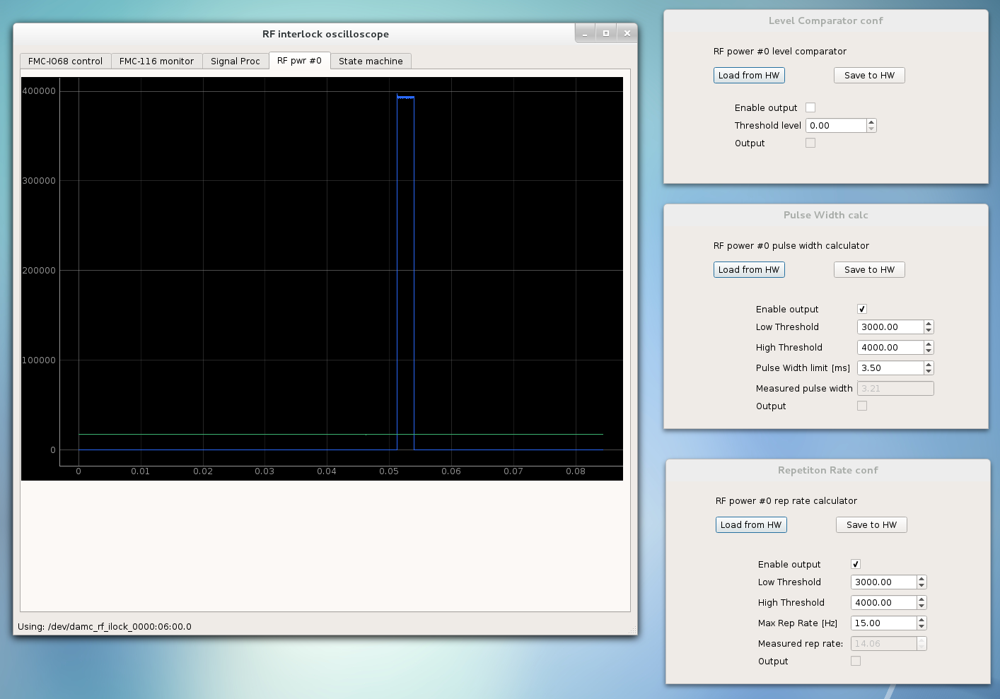 RF interlock oscilloscope
FMC-IO68 control FMC-116 monitor Signal Proc RF pwr #0 State machine
400000
300000
200000
100000
0
0 0.01 0.02 0.03 0.04 0.05 0.06 0.07 0.08
Using: /dev/damc_rf_ilock_0000:06:00.0
Level Comparator conf
RF power #0 level comparator
Load from HW Save to HW
Enable output
Threshold level 0.00
Output
Pulse Width calc
RF power #0 pulse width calculator
Load from HW Save to HW
Enable output
Low Threshold 3000.00
High Threshold 4000.00
Pulse Width limit [ms] 3.50
Measured pulse width 3.21
Output
Repetiton Rate conf
RF power #0 rep rate calculator
Load from HW Save to HW
Enable output
Low Threshold 3000.00
High Threshold 4000.00
Max Rep Rate [Hz] 15.00
Measured rep rate: 14.06
Output